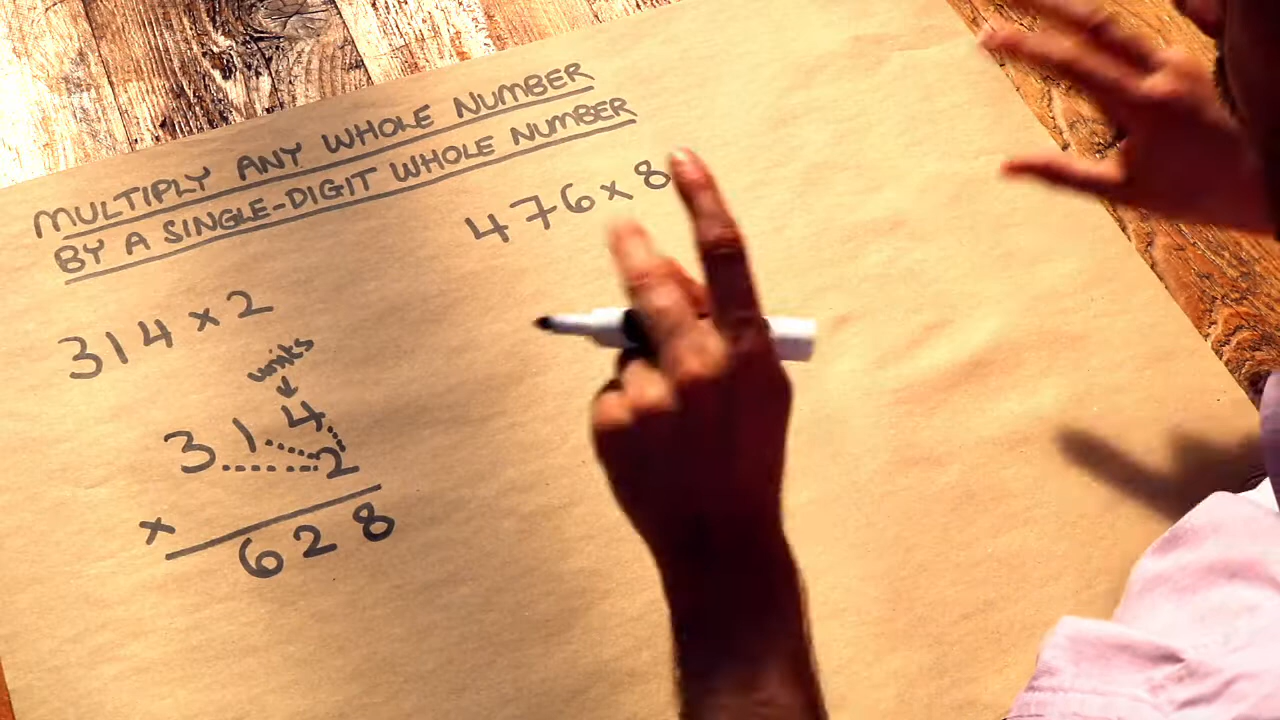 MULTIPLY ANY WHOLE NUMBER
BY A SINGLE-DIGIT WHOLE NUMBER
314 x 2
units
314
2
x
628
476 x 8